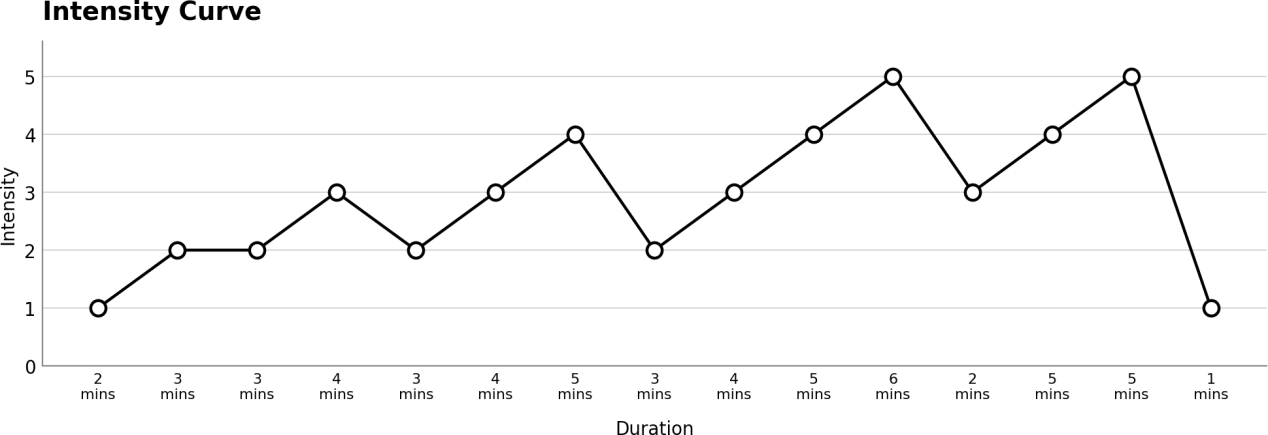 Intensity Curve
Intensity
5
4
3
2
1
0
2 mins
3 mins
3 mins
4 mins
3 mins
4 mins
5 mins
3 mins
4 mins
5 mins
6 mins
2 mins
5 mins
5 mins
1 mins
Duration